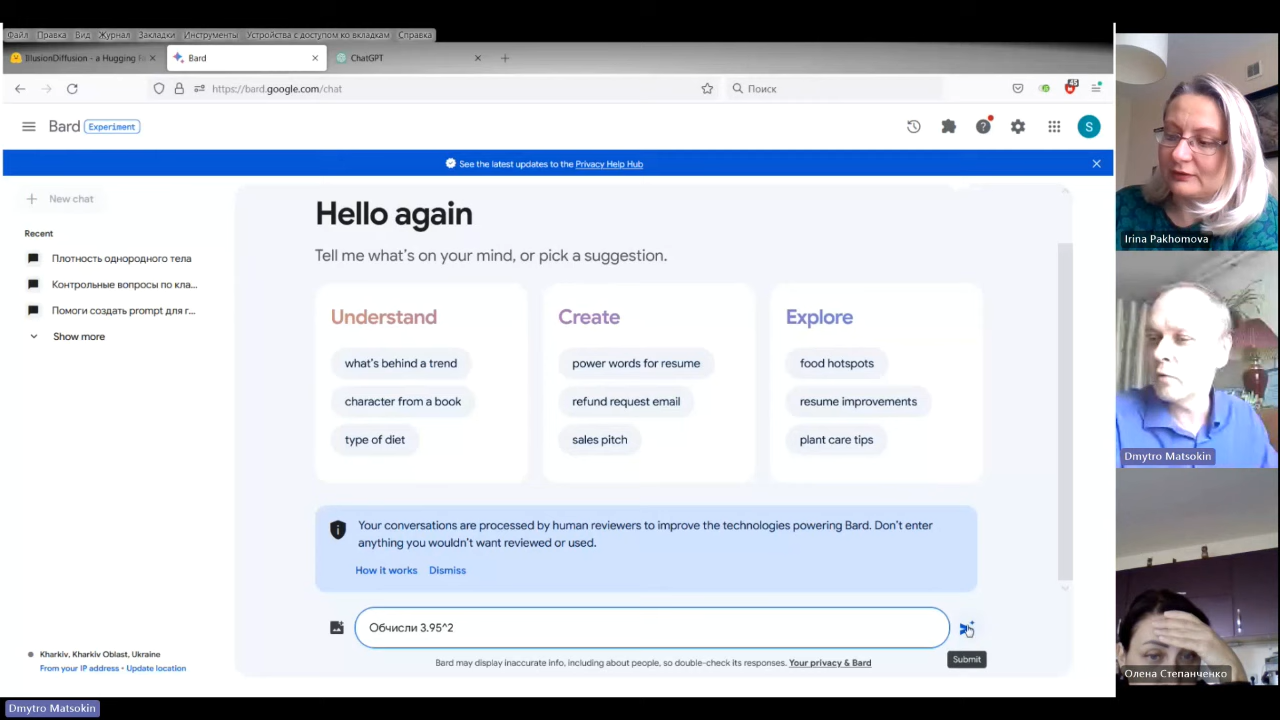 Файл Правка Вид Журнал Закладки Инструменты Устройства с доступом ко вкладкам Справка
IllusionDiffusion - a Hugging F
Bard
ChatGPT
https://bard.google.com/chat
Поиск
45
Bard Experiment
S
See the latest updates to the Privacy Help Hub
New chat
Recent
Плотность однородного тела
Контрольные вопросы по кла...
Помоги создать prompt для г...
Show more
Hello again
Tell me what's on your mind, or pick a suggestion.
Understand
what's behind a trend
character from a book
type of diet
Create
power words for resume
refund request email
sales pitch
Explore
food hotspots
resume improvements
plant care tips
Your conversations are processed by human reviewers to improve the technologies powering Bard. Don't enter
anything you wouldn't want reviewed or used.
How it works Dismiss
Обчисли 3.95^2
Submit
Bard may display inaccurate info, including about people, so double-check its responses. Your privacy & Bard
Kharkiv, Kharkiv Oblast, Ukraine
From your IP address • Update location
Dmytro Matsokin
Irina Pakhomova
Dmytro Matsokin
Олена Степанченко